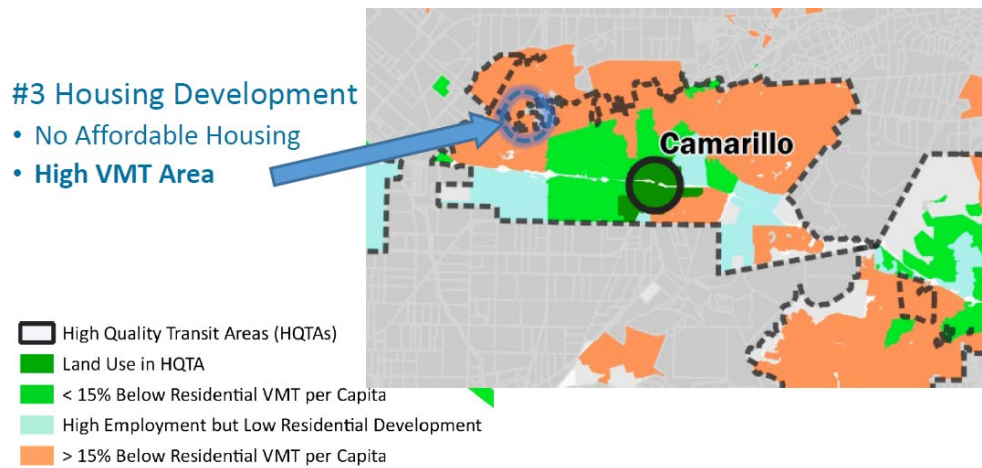 #3 Housing Development
• No Affordable Housing
• High VMT Area
Camarillo
High Quality Transit Areas (HQTAs)
Land Use in HQTA
< 15% Below Residential VMT per Capita
High Employment but Low Residential Development
> 15% Below Residential VMT per Capita